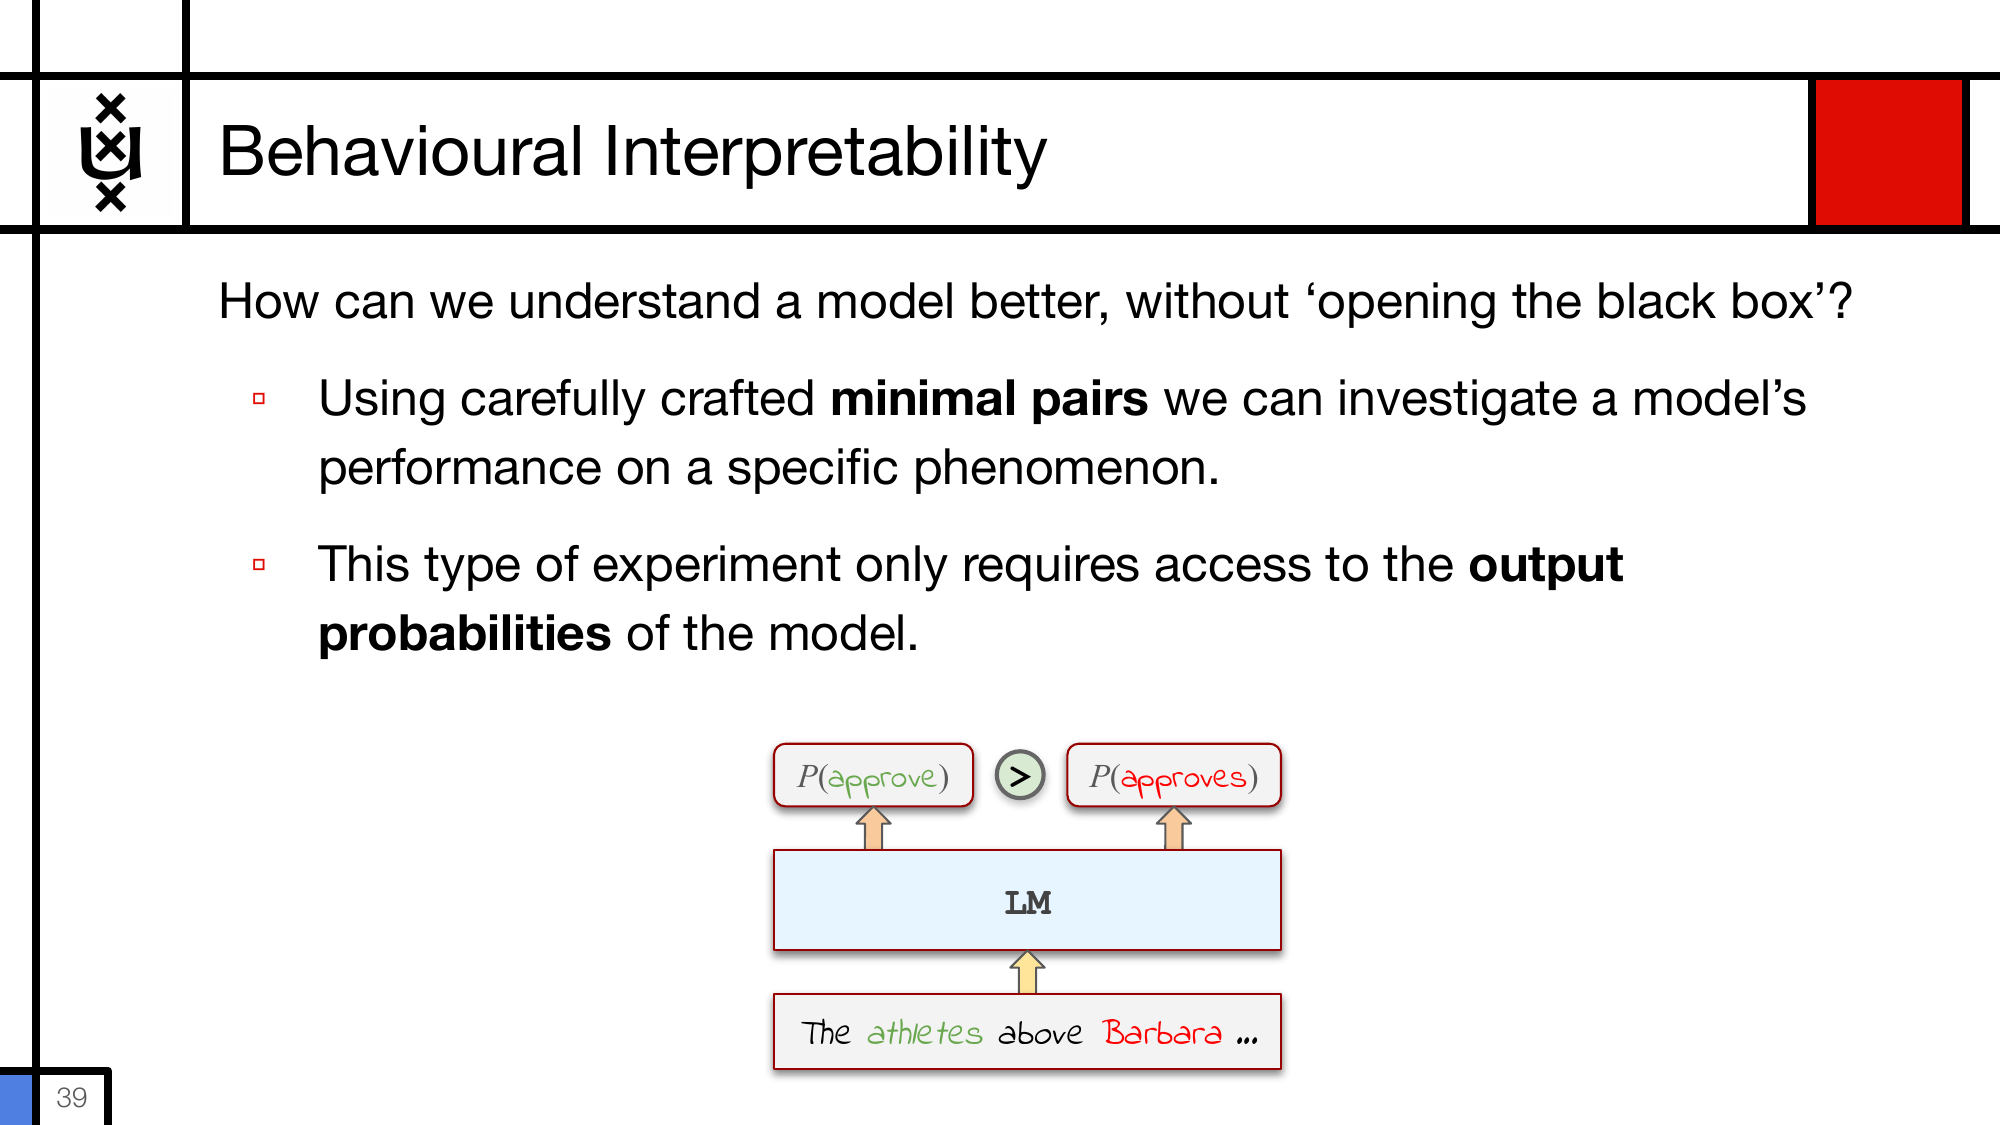 Behavioural Interpretability
How can we understand a model better, without ‘opening the black box’?
▫ Using carefully crafted minimal pairs we can investigate a model’s
performance on a specific phenomenon.
▫ This type of experiment only requires access to the output
probabilities of the model.
P(approve) > P(approves)
LM
The athletes above Barbara ...
39